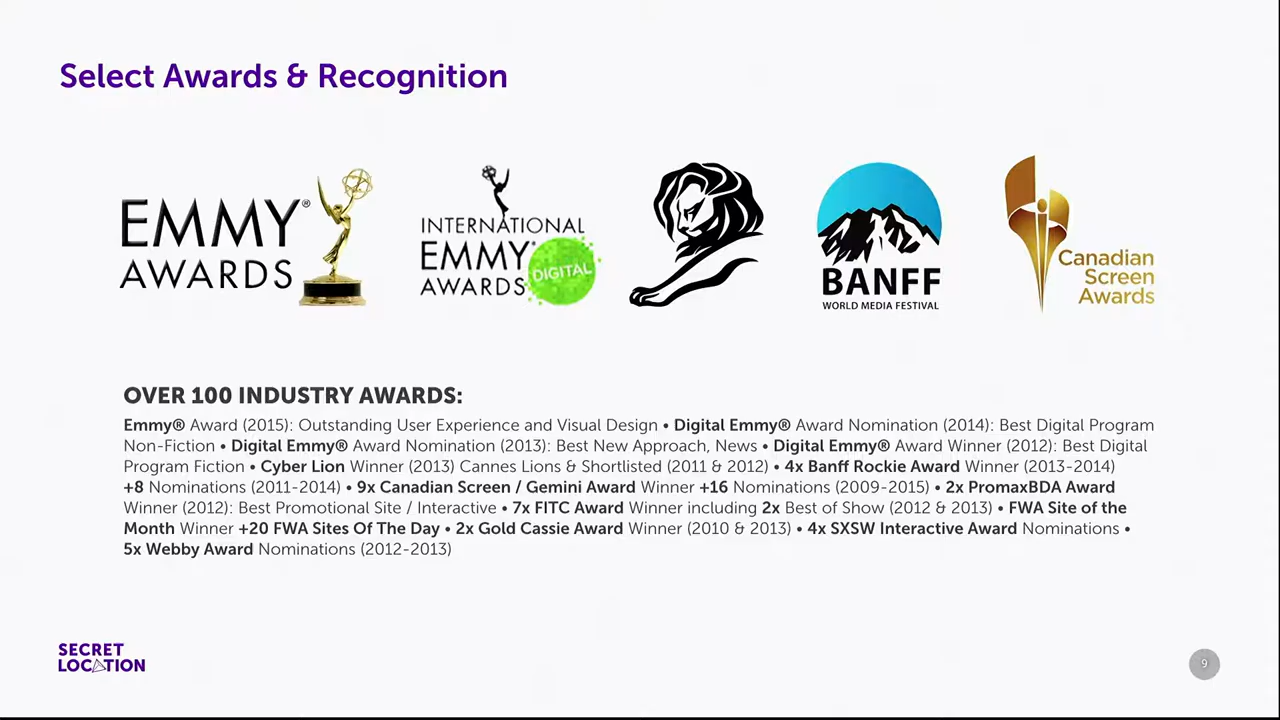 Select Awards & Recognition
EMMY®
AWARDS
INTERNATIONAL
EMMY®
AWARDS
DIGITAL
BANFF
WORLD MEDIA FESTIVAL
Canadian
Screen
Awards
OVER 100 INDUSTRY AWARDS:
Emmy® Award (2015): Outstanding User Experience and Visual Design • Digital Emmy® Award Nomination (2014): Best Digital Program
Non-Fiction • Digital Emmy® Award Nomination (2013): Best New Approach, News • Digital Emmy® Award Winner (2012): Best Digital
Program Fiction • Cyber Lion Winner (2013) Cannes Lions & Shortlisted (2011 & 2012) • 4x Banff Rockie Award Winner (2013-2014)
+8 Nominations (2011-2014) • 9x Canadian Screen / Gemini Award Winner +16 Nominations (2009-2015) • 2x PromaxBDA Award
Winner (2012): Best Promotional Site / Interactive • 7x FITC Award Winner including 2x Best of Show (2012 & 2013) • FWA Site of the
Month Winner +20 FWA Sites Of The Day • 2x Gold Cassie Award Winner (2010 & 2013) • 4x SXSW Interactive Award Nominations •
5x Webby Award Nominations (2012-2013)
SECRET
LOCATION
9